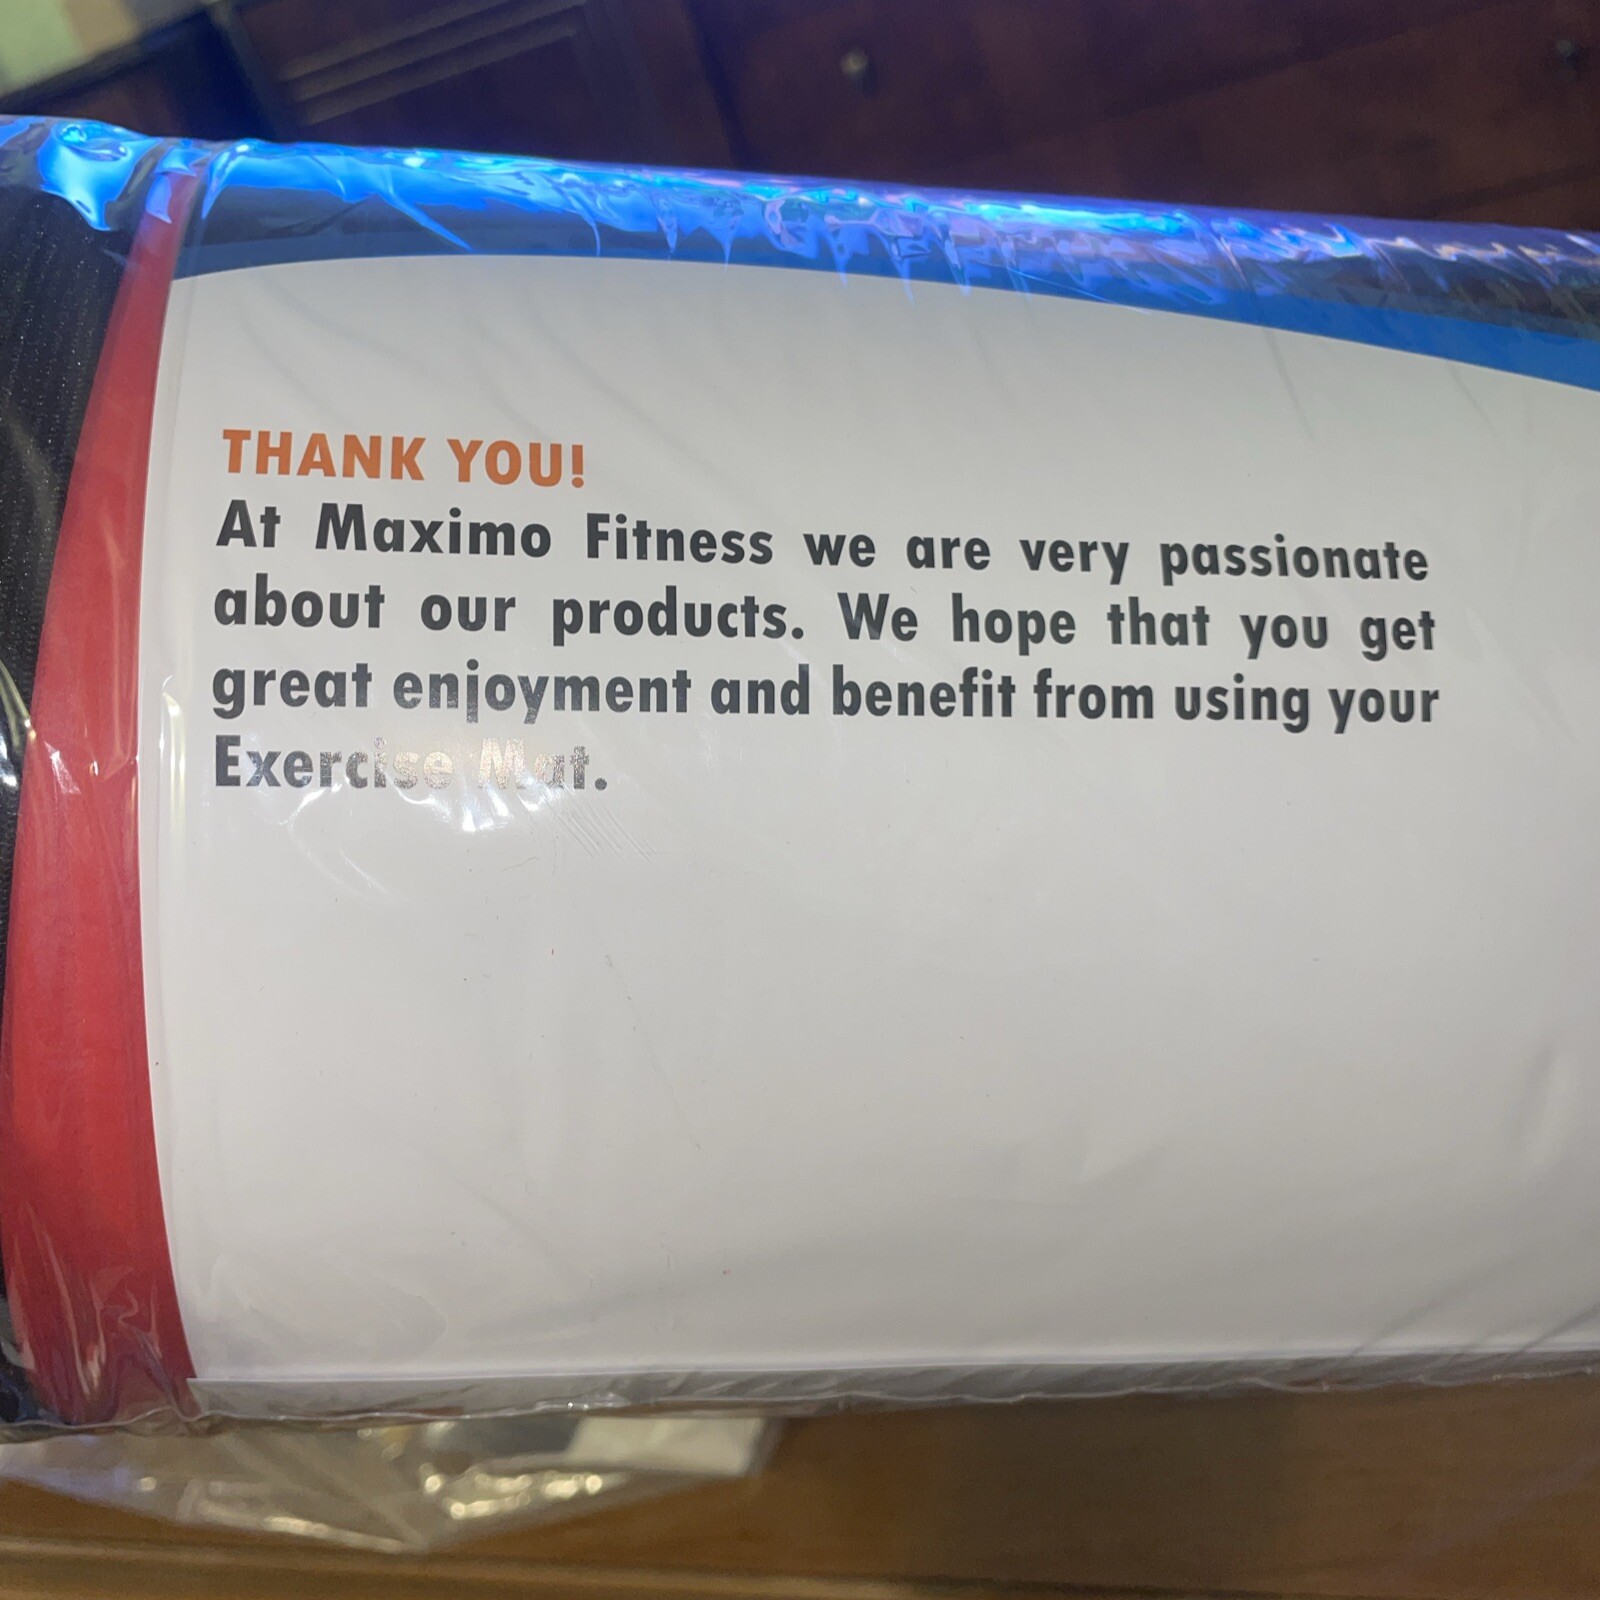 THANK YOU!
At Maximo Fitness we are very passionate
about our products. We hope that you get
great enjoyment and benefit from using your
Exercise Mat.